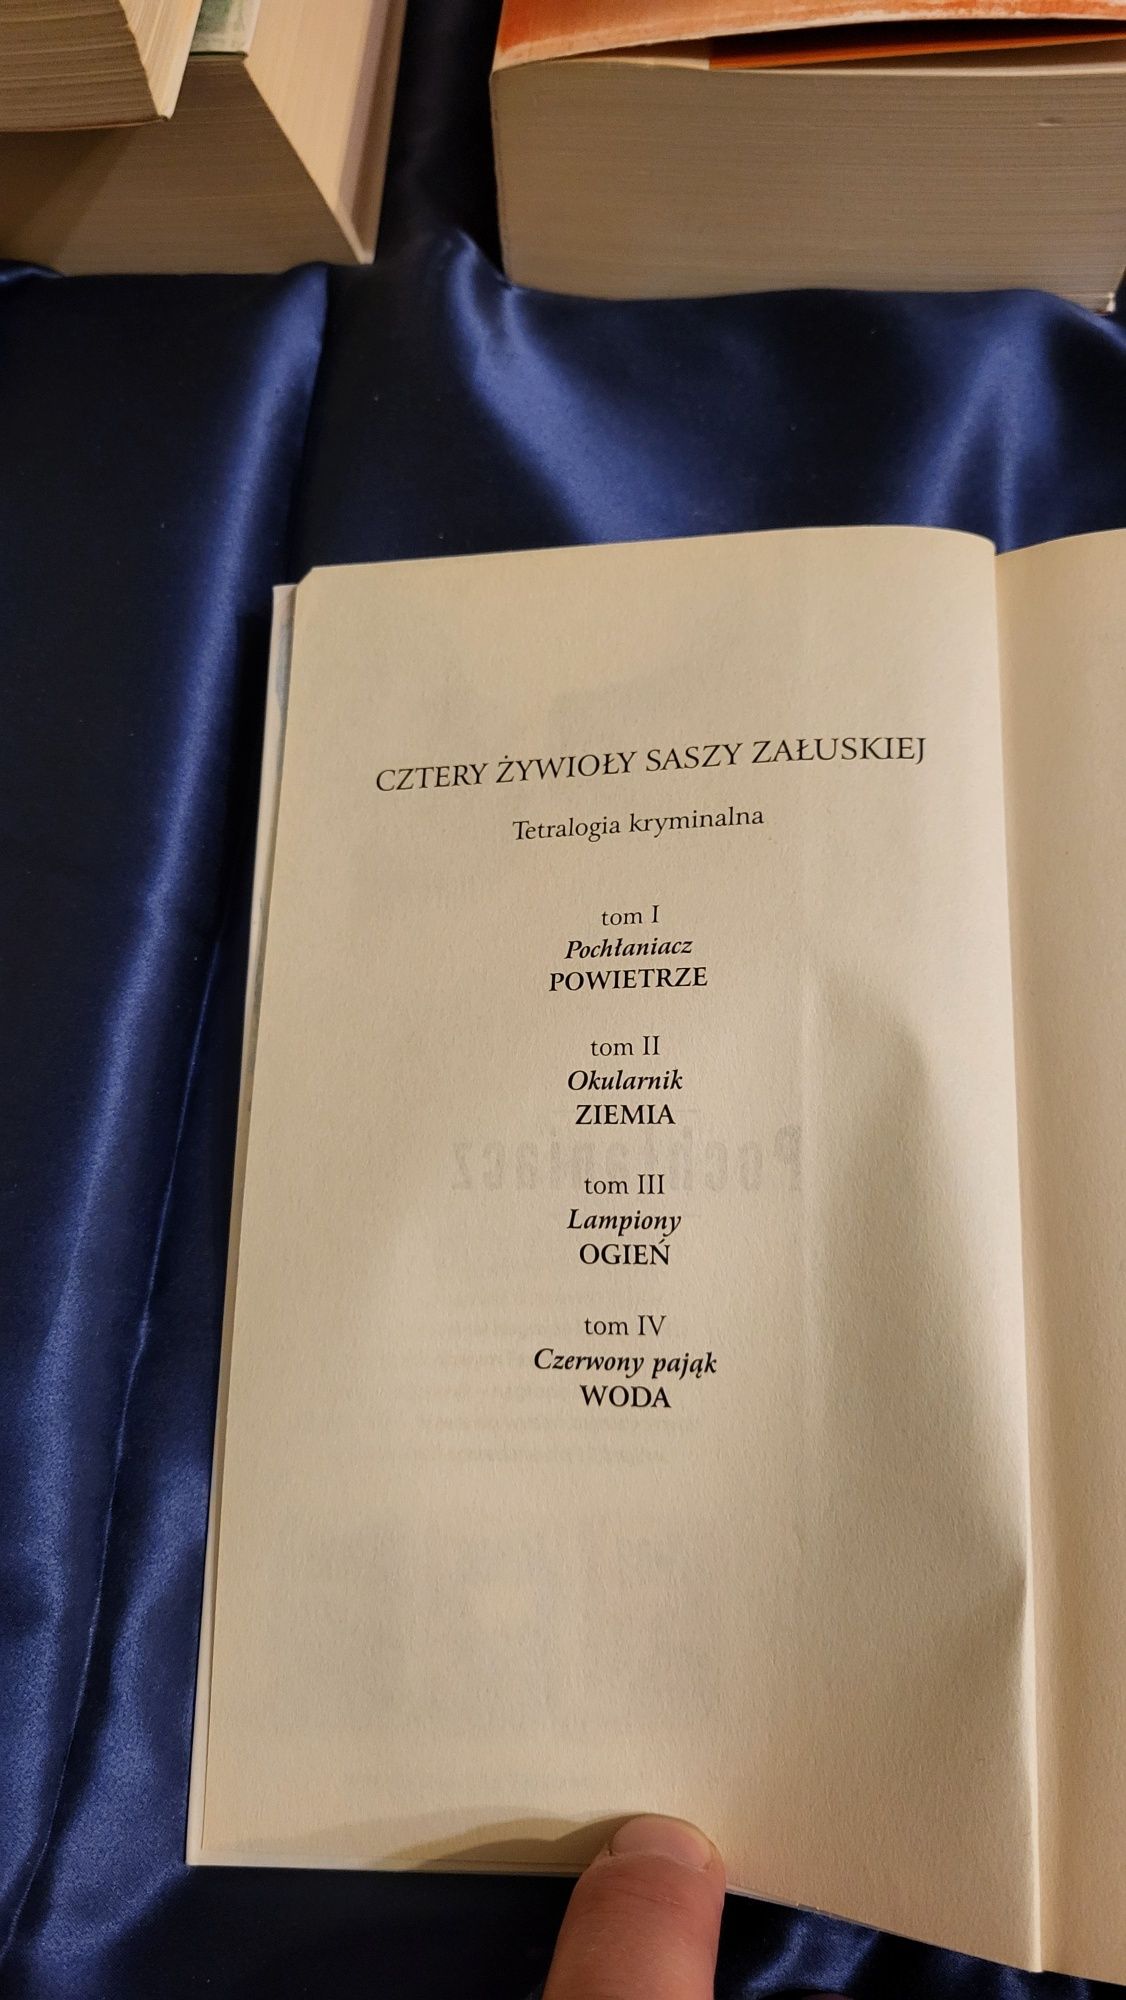 CZTERY ŻYWIOŁY SASZY ZAŁUSKIEJ
Tetralogia kryminalna
tom I
Pochłaniacz
POWIETRZE
tom II
Okularnik
ZIEMIA
tom III
Lampiony
OGIEŃ
tom IV
Czerwony pająk
WODA
Pochłaniacz